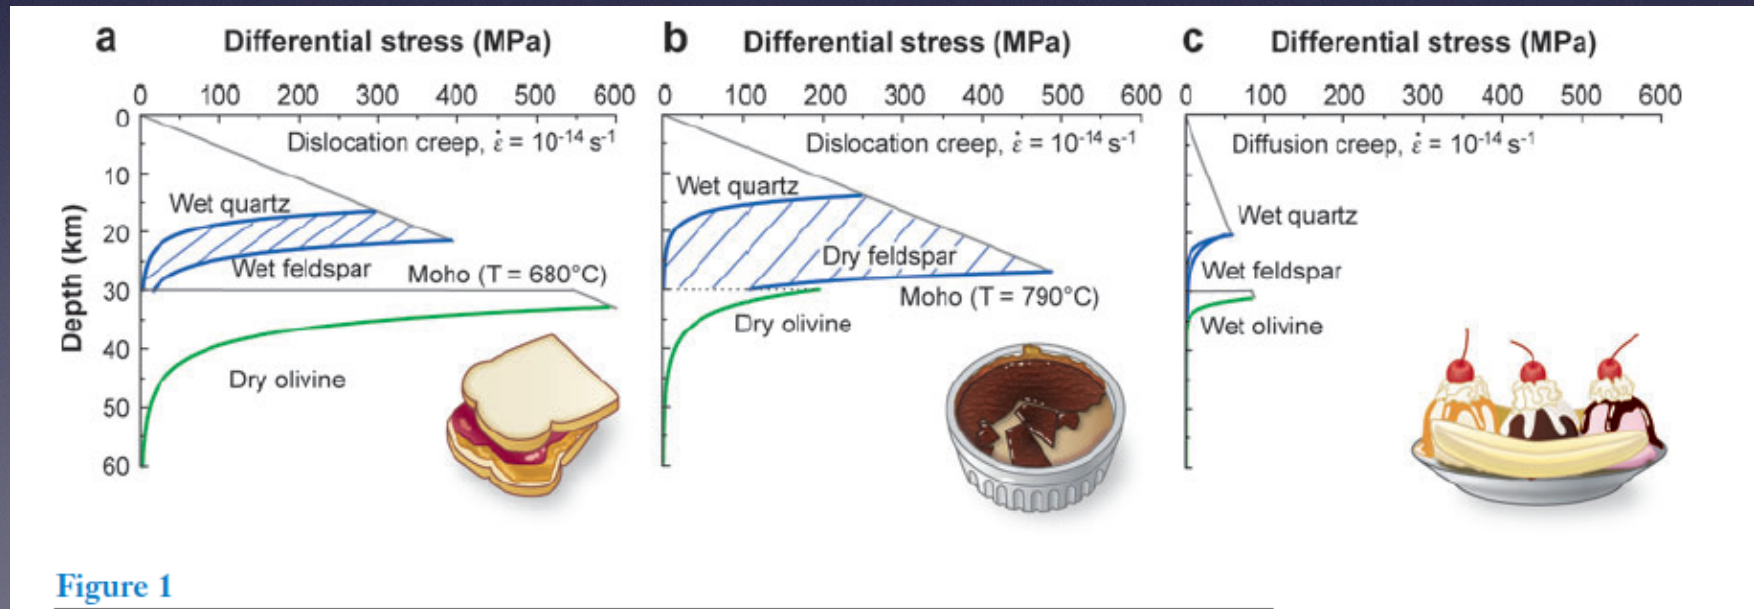 a Differential stress (MPa)
0 100 200 300 400 500 600
Dislocation creep, ε̇ = 10⁻¹⁴ s⁻¹
Wet quartz
Wet feldspar
Moho (T = 680°C)
Dry olivine
Depth (km)
0
10
20
30
40
50
60
b Differential stress (MPa)
0 100 200 300 400 500 600
Dislocation creep, ε̇ = 10⁻¹⁴ s⁻¹
Wet quartz
Dry feldspar
Moho (T = 790°C)
Dry olivine
c Differential stress (MPa)
0 100 200 300 400 500 600
Diffusion creep, ε̇ = 10⁻¹⁴ s⁻¹
Wet quartz
Wet feldspar
Wet olivine
Figure 1